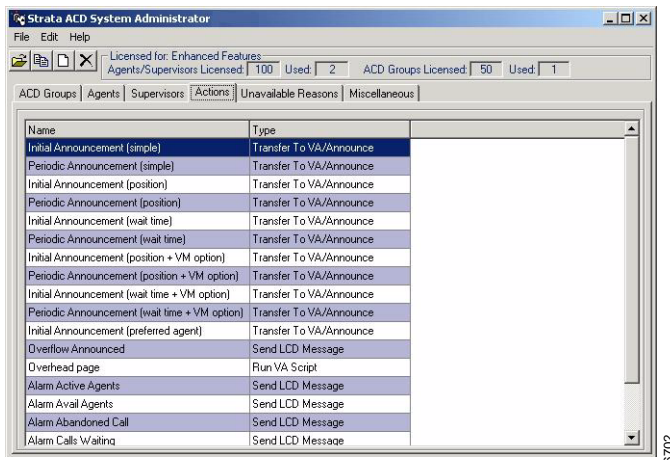 Strata ACD System Administrator
File Edit Help
Licensed for: Enhanced Features
Agents/Supervisors Licensed: 100 Used: 2 ACD Groups Licensed: 50 Used: 1
ACD Groups Agents Supervisors Actions Unavailable Reasons Miscellaneous
Name Type
Initial Announcement (simple) Transfer To VA/Announce
Periodic Announcement (simple) Transfer To VA/Announce
Initial Announcement (position) Transfer To VA/Announce
Periodic Announcement (position) Transfer To VA/Announce
Initial Announcement (wait time) Transfer To VA/Announce
Periodic Announcement (wait time) Transfer To VA/Announce
Initial Announcement (position + VM option) Transfer To VA/Announce
Periodic Announcement (position + VM option) Transfer To VA/Announce
Initial Announcement (wait time + VM option) Transfer To VA/Announce
Periodic Announcement (wait time + VM option) Transfer To VA/Announce
Initial Announcement (preferred agent) Transfer To VA/Announce
Overflow Announced Send LCD Message
Overhead page Run VA Script
Alarm Active Agents Send LCD Message
Alarm Avail Agents Send LCD Message
Alarm Abandoned Call Send LCD Message
Alarm Calls Waiting Send LCD Message
6702